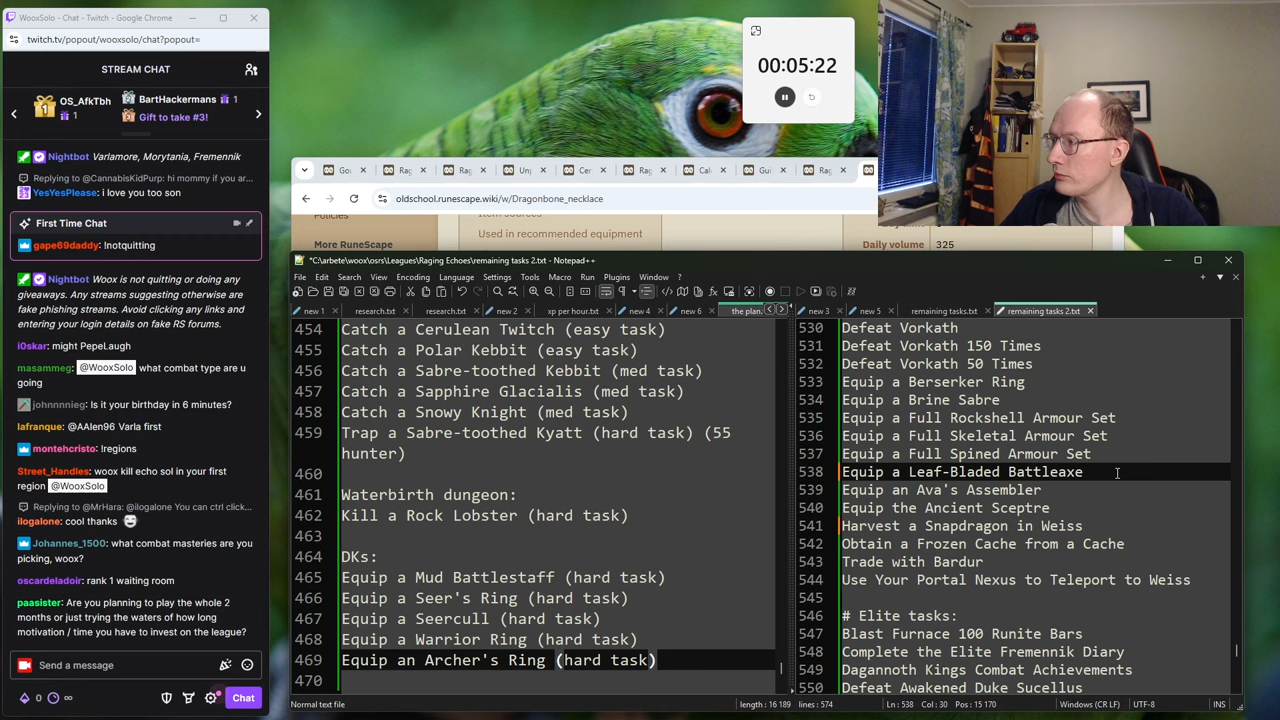 WooxSolo - Chat - Twitch - Google Chrome
twitch.tv/popout/wooxsolo/chat?popout=
STREAM CHAT
OS_AfkTbh
1
BartHackermans 1
Gift to take #3!
Nightbot Varlamore, Morytania, Fremennik
Replying to @CannabisKidPurp: hi mommy if you ar...
YesYesPlease: i love you too son
First Time Chat
gape69daddy: !notquitting
Nightbot Woox is not quitting or doing any
giveaways. Any streams suggesting otherwise are
fake phishing streams. Avoid clicking any links and
entering your login details on fake RS forums.
i0skar: might PepeLaugh
masammeg: @WooxSolo what combat type are u
going
johnnnnieg: Is it your birthday in 6 minutes?
lafranque: @AAlen96 Varla first
montehcristo: !regions
Street_Handles: woox kill echo sol in your first
region @WooxSolo
Replying to @MrHara: @ilogalone You can ctrl click...
ilogalone: cool thanks
Johannes_1500: what combat masteries are you
picking, woox?
oscardeladoir: rank 1 waiting room
paasister: Are you planning to play the whole 2
months or just trying the waters of how long
motivation / time you have to invest on the league?
Send a message
0
∞
Chat
00:05:22
Go
Rag
Rag
Un
Cer
Rag
Cal
Gui
Rag
oldschool.runescape.wiki/w/Dragonbone_necklace
Policies
More RuneScape
Item sources
Used in recommended equipment
Daily volume 325
*C:\arbete\woox\osrs\Leagues\Raging Echoes\remaining tasks 2.txt - Notepad++
File Edit Search View Encoding Language Settings Tools Macro Run Plugins Window ?
new 1
research.txt
research.txt
new 2
xp per hour.txt
new 4
new 6
the plan.
new 3
new 5
remaining tasks.txt
remaining tasks 2.txt
454 Catch a Cerulean Twitch (easy task)
455 Catch a Polar Kebbit (easy task)
456 Catch a Sabre-toothed Kebbit (med task)
457 Catch a Sapphire Glacialis (med task)
458 Catch a Snowy Knight (med task)
459 Trap a Sabre-toothed Kyatt (hard task) (55
hunter)
460
461 Waterbirth dungeon:
462 Kill a Rock Lobster (hard task)
463
464 DKs:
465 Equip a Mud Battlestaff (hard task)
466 Equip a Seer's Ring (hard task)
467 Equip a Seercull (hard task)
468 Equip a Warrior Ring (hard task)
469 Equip an Archer's Ring (hard task)
470
530 Defeat Vorkath
531 Defeat Vorkath 150 Times
532 Defeat Vorkath 50 Times
533 Equip a Berserker Ring
534 Equip a Brine Sabre
535 Equip a Full Rockshell Armour Set
536 Equip a Full Skeletal Armour Set
537 Equip a Full Spined Armour Set
538 Equip a Leaf-Bladed Battleaxe
539 Equip an Ava's Assembler
540 Equip the Ancient Sceptre
541 Harvest a Snapdragon in Weiss
542 Obtain a Frozen Cache from a Cache
543 Trade with Bardur
544 Use Your Portal Nexus to Teleport to Weiss
545
546 # Elite tasks:
547 Blast Furnace 100 Runite Bars
548 Complete the Elite Fremennik Diary
549 Dagannoth Kings Combat Achievements
550 Defeat Awakened Duke Sucellus
Normal text file
length : 16 189 lines : 574
Ln : 538 Col : 30 Pos : 15 170
Windows (CR LF)
UTF-8
INS